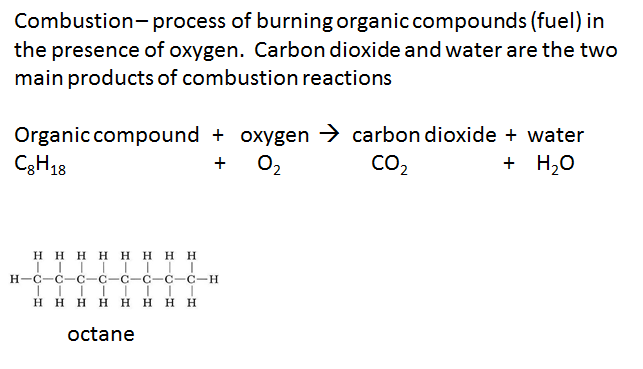 Combustion– process of burning organic compounds (fuel) in
the presence of oxygen. Carbon dioxide and water are the two
main products of combustion reactions
Organic compound + oxygen → carbon dioxide + water
C₈H₁₈ + O₂ CO₂ + H₂O
H H H H H H H H
H–C–C–C–C–C–C–C–C–H
H H H H H H H H
octane